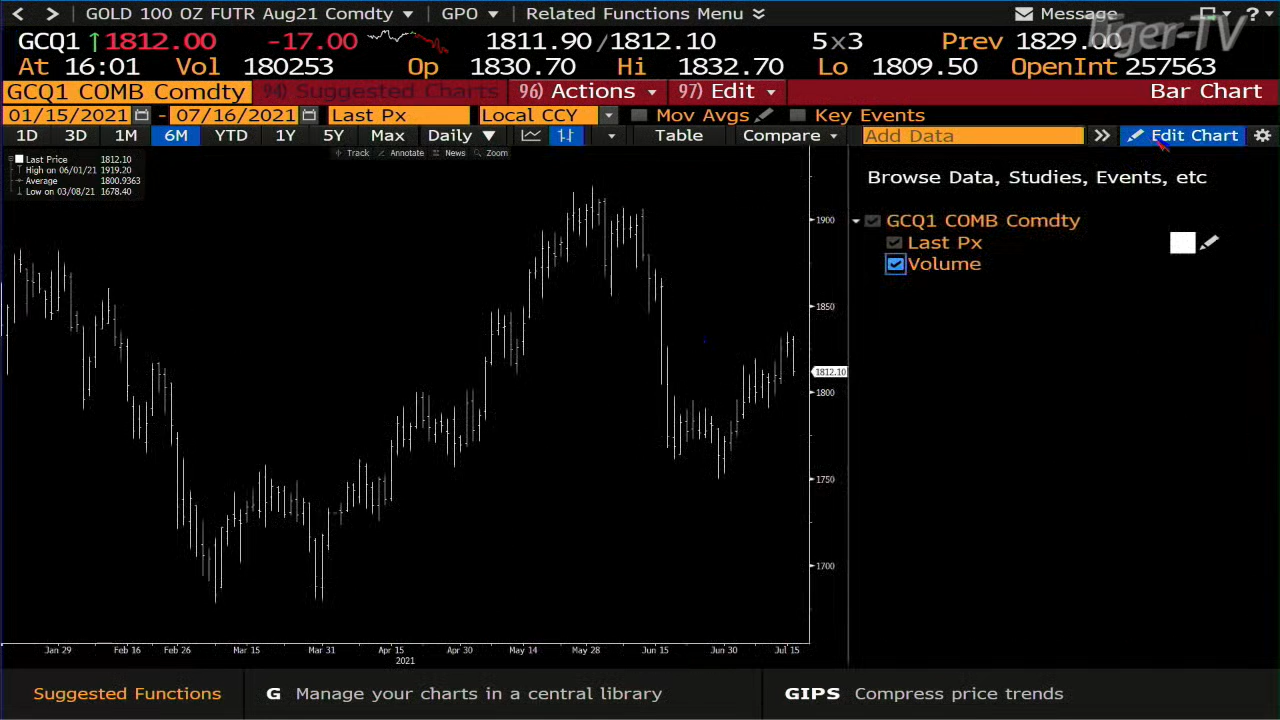 GOLD 100 OZ FUTR Aug21 Comdty GPO Related Functions Menu Message ?
GCQ1 ↑1812.00 -17.00 1811.90/1812.10 5x3 Prev 1829.00
At 16:01 Vol 180253 Op 1830.70 Hi 1832.70 Lo 1809.50 OpenInt 257563
GCQ1 COMB Comdty 94) Suggested Charts 96) Actions 97) Edit Bar Chart
01/15/2021 - 07/16/2021 Last Px Local CCY Mov Avgs Key Events
1D 3D 1M 6M YTD 1Y 5Y Max Daily ▼ Table Compare Add Data Edit Chart
Track Annotate News Zoom
Last Price 1812.10
High on 06/01/21 1919.20
Average 1800.9363
Low on 03/08/21 1678.40
Browse Data, Studies, Events, etc
GCQ1 COMB Comdty
Last Px
Volume
1900
1850
1812.10
1800
1750
1700
Jan 29 Feb 16 Feb 26 Mar 15 Mar 31 Apr 15 Apr 30 May 14 May 28 Jun 15 Jun 30 Jul 15
2021
Suggested Functions G Manage your charts in a central library GIPS Compress price trends